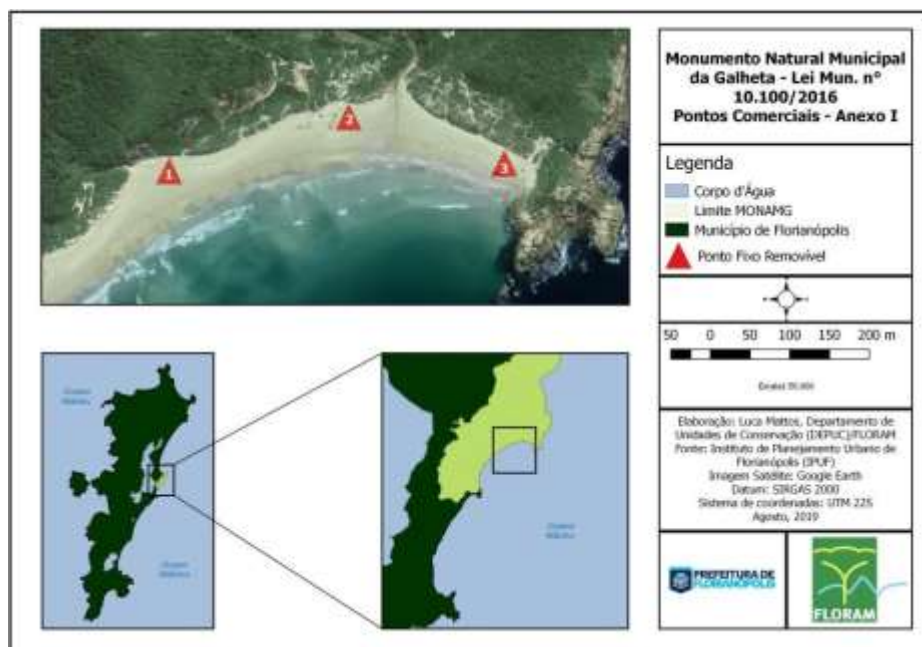 1
2
3
Monumento Natural Municipal
da Galheta - Lei Mun. n°
10.100/2016
Pontos Comerciais - Anexo I
Legenda
Corpo d'Água
Limite MONAMG
Município de Florianópolis
Ponto Fixo Removível
50 0 50 100 150 200 m
Elaboração: Luca Mattos, Departamento de
Unidades de Conservação (DEPUC)/FLORAM
Fonte: Instituto de Planejamento Urbano de
Florianópolis (IPUF)
Imagem Satélite: Google Earth
Datum: SIRGAS 2000
Sistema de coordenadas: UTM 22S
Agosto, 2019
PREFEITURA DE
FLORIANÓPOLIS
FLORAM